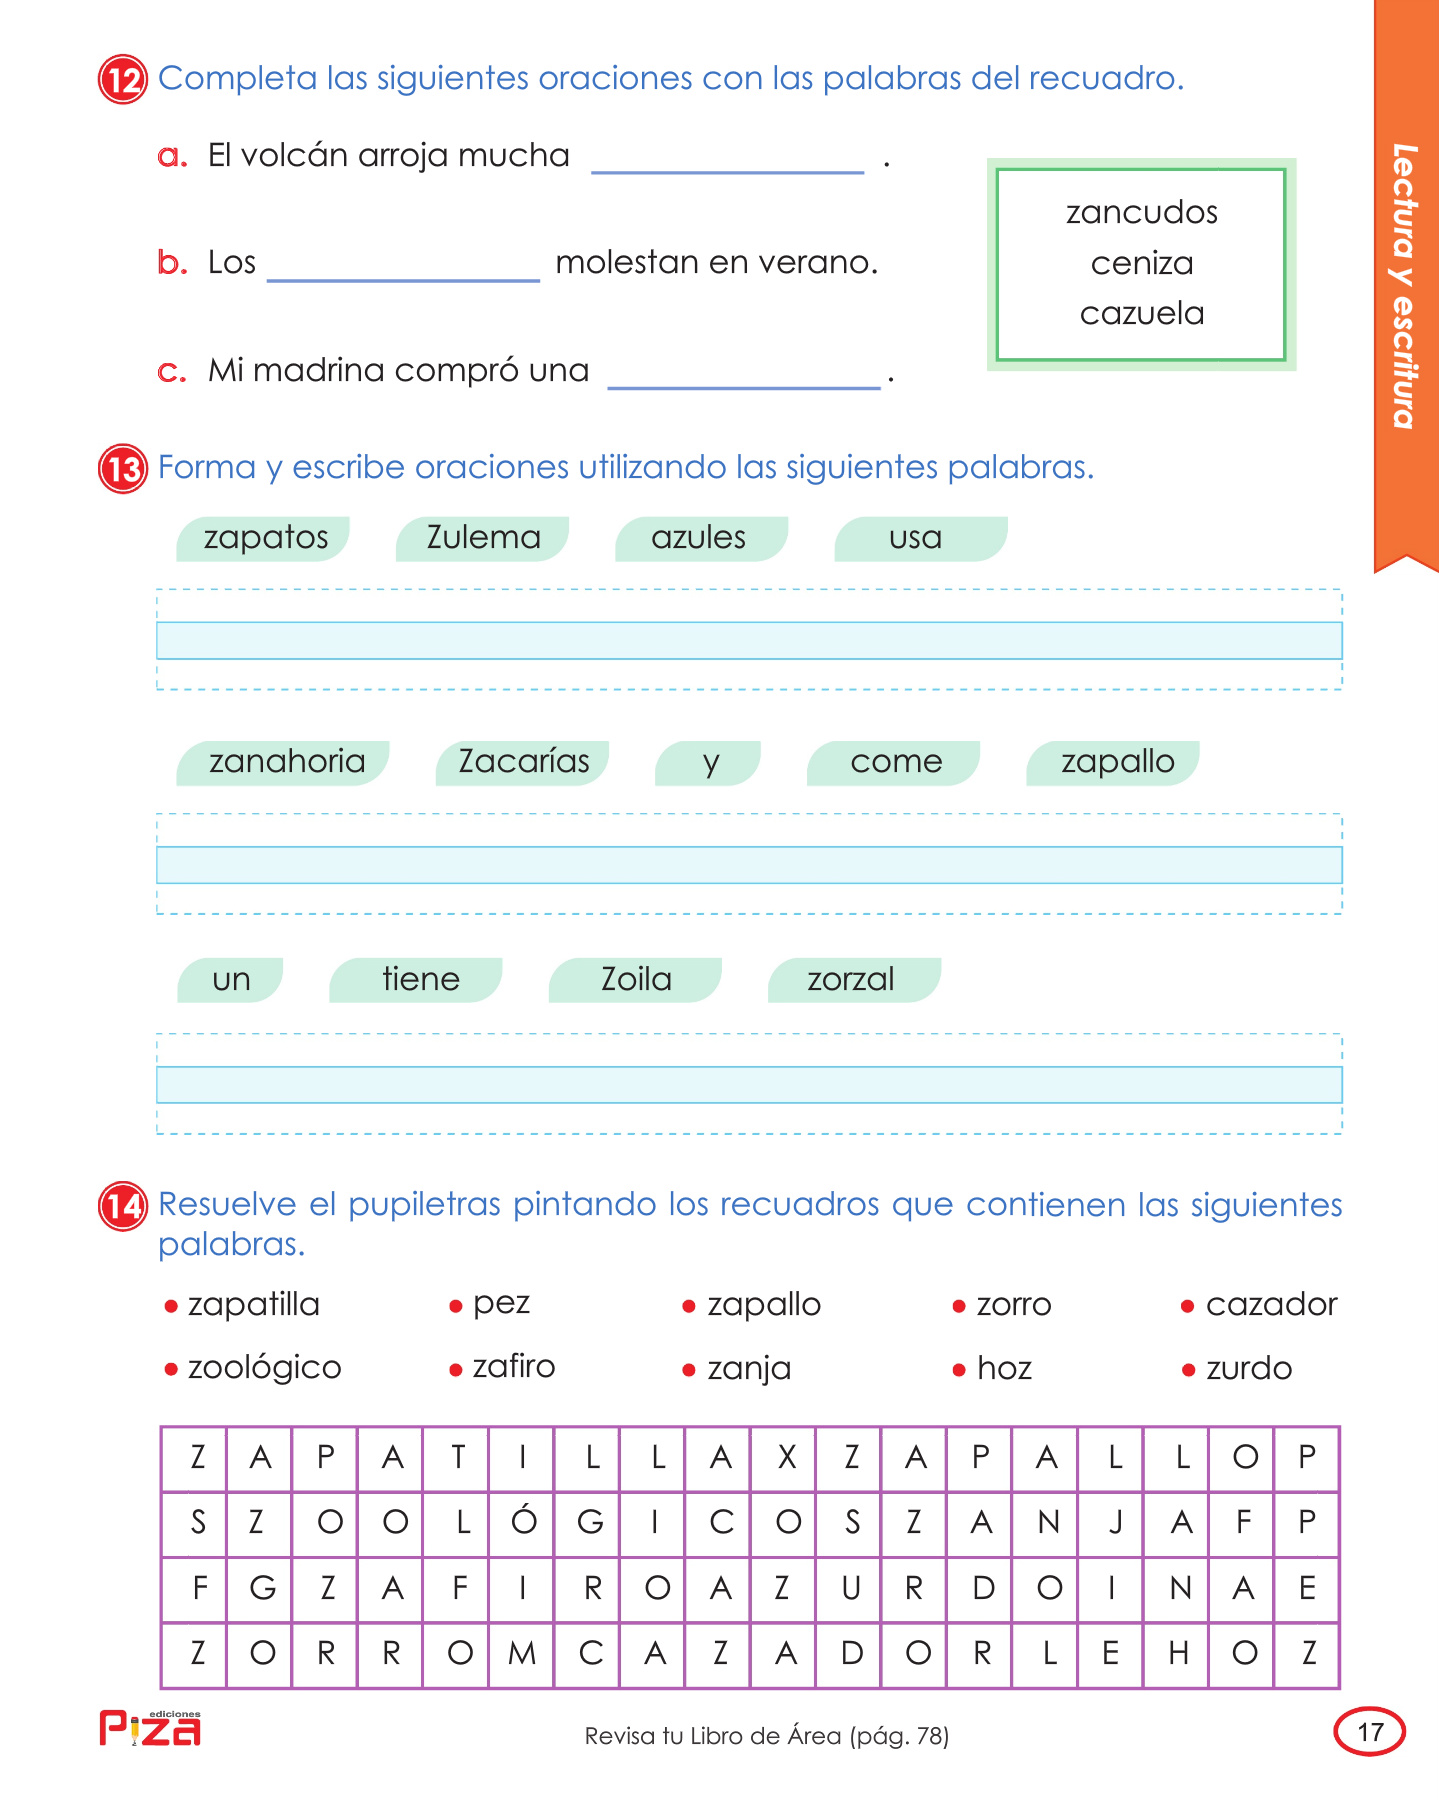 12 Completa las siguientes oraciones con las palabras del recuadro.
a. El volcán arroja mucha ____________ .
b. Los ____________ molestan en verano.
c. Mi madrina compró una ____________ .
zancudos
ceniza
cazuela
Lectura y escritura
13 Forma y escribe oraciones utilizando las siguientes palabras.
zapatos Zulema azules usa
zanahoria Zacarías y come zapallo
un tiene Zoila zorzal
14 Resuelve el pupiletras pintando los recuadros que contienen las siguientes
palabras.
• zapatilla • pez • zapallo • zorro • cazador
• zoológico • zafiro • zanja • hoz • zurdo
Z A P A T I L L A X Z A P A L L O P
S Z O O L Ó G I C O S Z A N J A F P
F G Z A F I R O A Z U R D O I N A E
Z O R R O M C A Z A D O R L E H O Z
ediciones
Piza
Revisa tu Libro de Área (pág. 78)
17